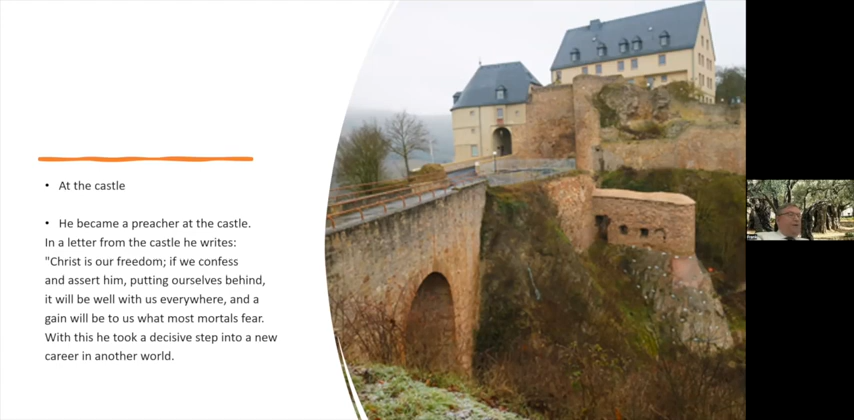 • At the castle
• He became a preacher at the castle.
In a letter from the castle he writes:
"Christ is our freedom; if we confess
and assert him, putting ourselves behind,
it will be well with us everywhere, and a
gain will be to us what most mortals fear.
With this he took a decisive step into a new
career in another world.